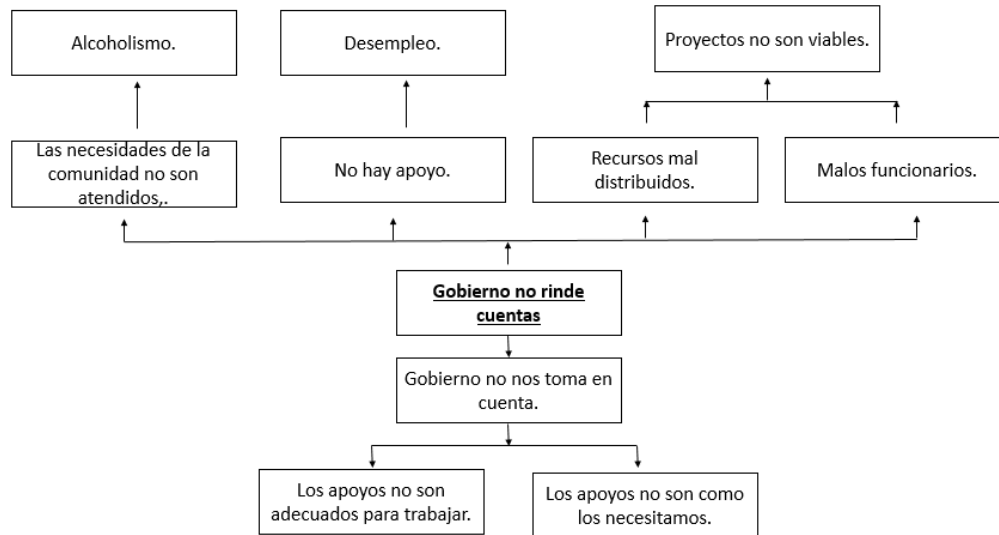 Alcoholismo.
Desempleo.
Proyectos no son viables.
Las necesidades de la
comunidad no son
atendidos,.
No hay apoyo.
Recursos mal
distribuidos.
Malos funcionarios.
Gobierno no rinde
cuentas
Gobierno no nos toma en
cuenta.
Los apoyos no son
adecuados para trabajar.
Los apoyos no son como
los necesitamos.